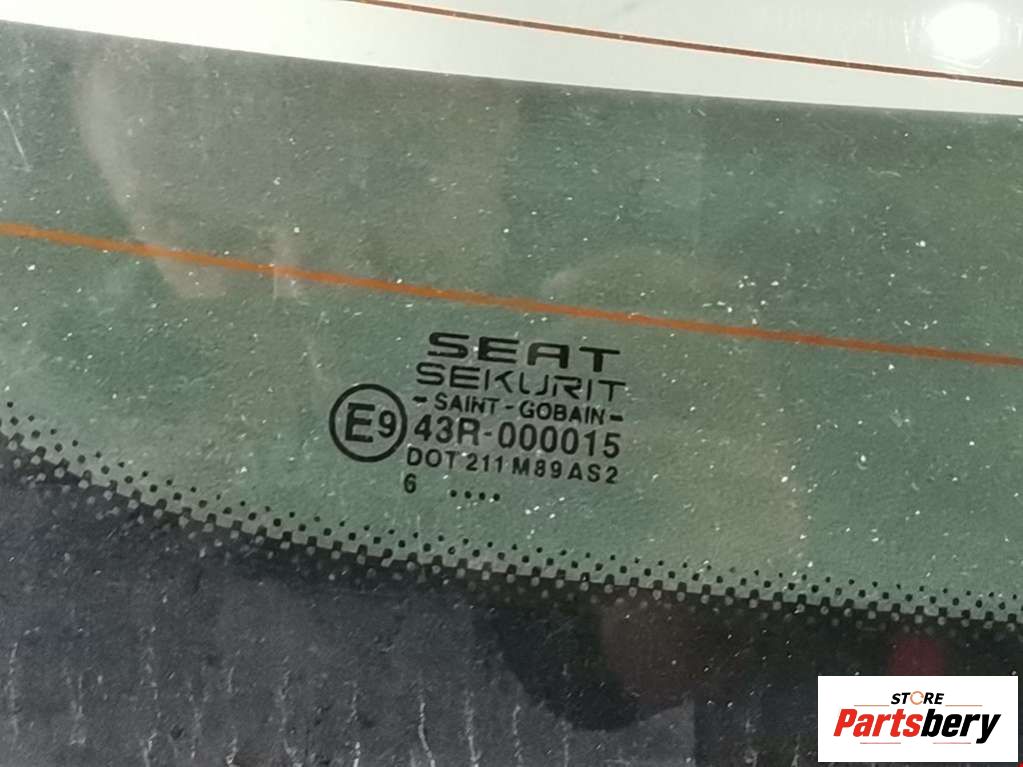 SEAT
SEKURIT
- SAINT - GOBAIN -
E9 43R-000015
DOT 211 M89 AS2
6 ....
STORE
Partsbery